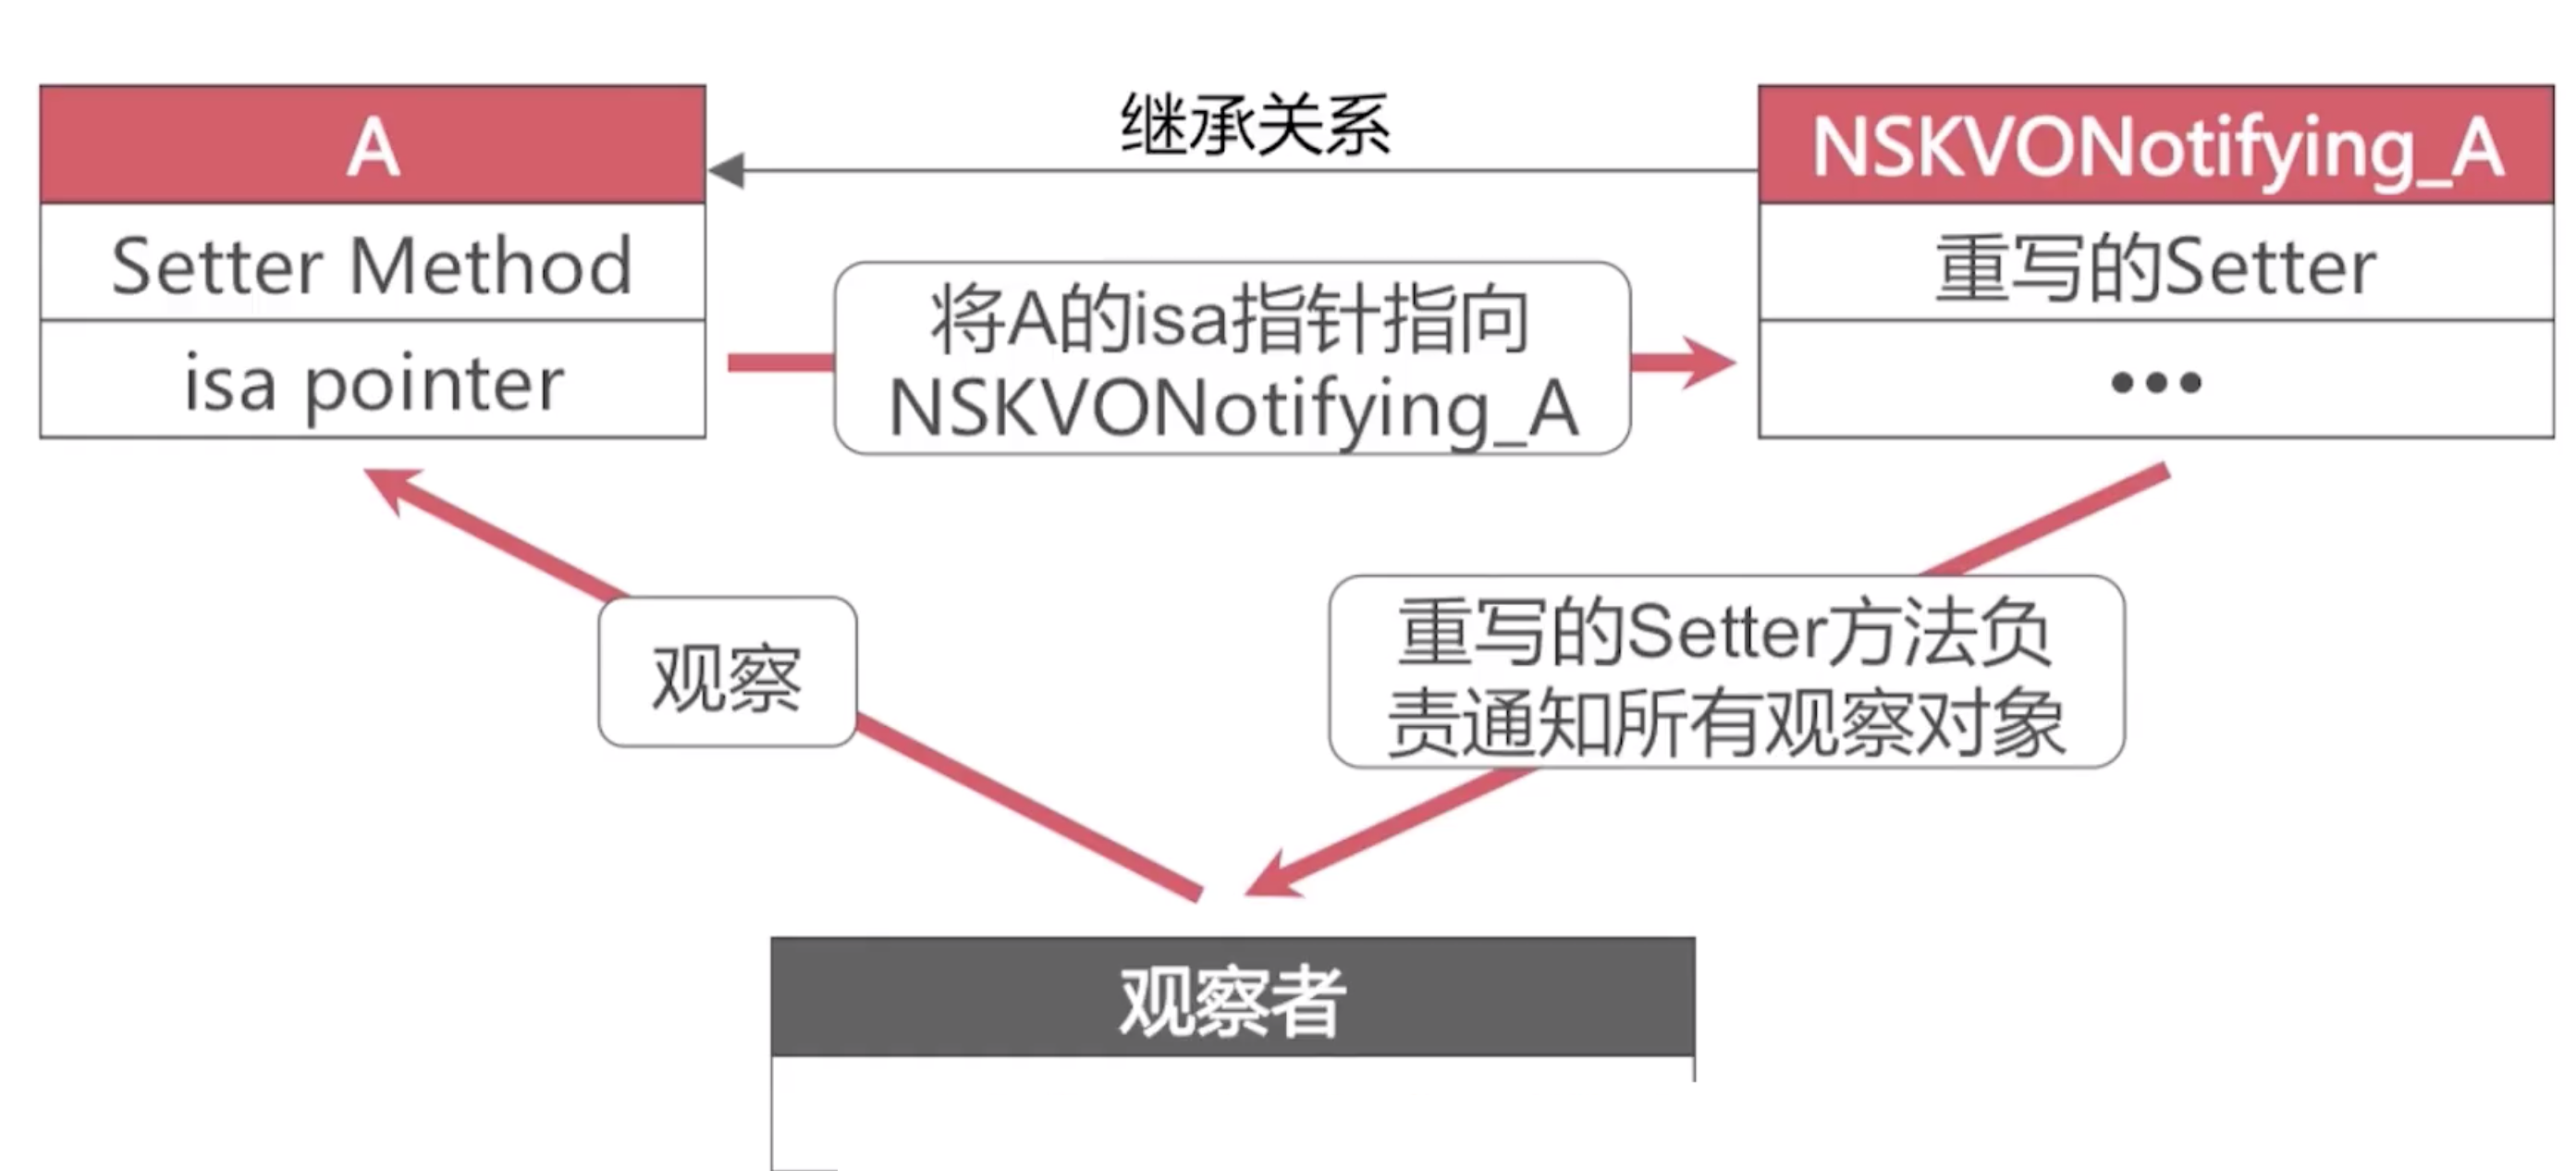 继承关系
A
Setter Method
isa pointer
将A的isa指针指向
NSKVONotifying_A
NSKVONotifying_A
重写的Setter
•••
观察
重写的Setter方法负
责通知所有观察对象
观察者